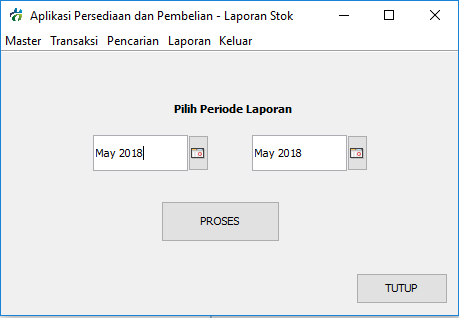 Aplikasi Persediaan dan Pembelian - Laporan Stok
Master Transaksi Pencarian Laporan Keluar
Pilih Periode Laporan
May 2018 May 2018
PROSES
TUTUP